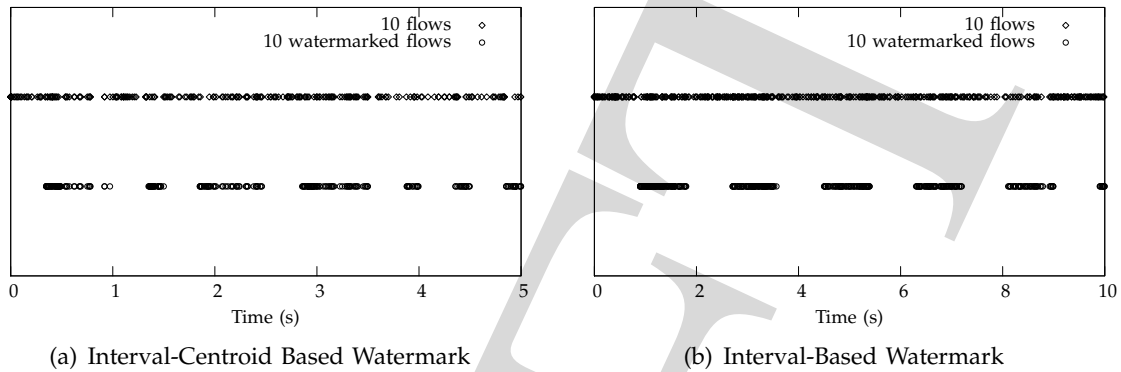 10 flows
10 watermarked flows
0 1 2 3 4 5
Time (s)
(a) Interval-Centroid Based Watermark
10 flows
10 watermarked flows
0 2 4 6 8 10
Time (s)
(b) Interval-Based Watermark